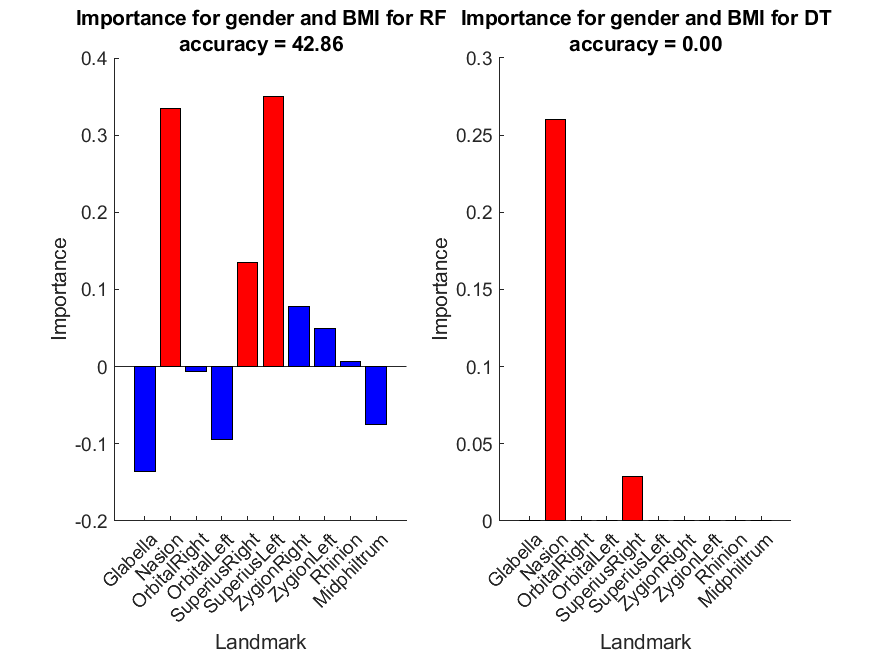 Importance for gender and BMI for RF
accuracy = 42.86
Importance
0.4
0.3
0.2
0.1
0
-0.1
-0.2
Glabella
Nasion
OrbitalRight
OrbitalLeft
SuperiusRight
SuperiusLeft
ZygionRight
ZygionLeft
Rhinion
Midphiltrum
Landmark
Importance for gender and BMI for DT
accuracy = 0.00
Importance
0.3
0.25
0.2
0.15
0.1
0.05
0
Glabella
Nasion
OrbitalRight
OrbitalLeft
SuperiusRight
SuperiusLeft
ZygionRight
ZygionLeft
Rhinion
Midphiltrum
Landmark